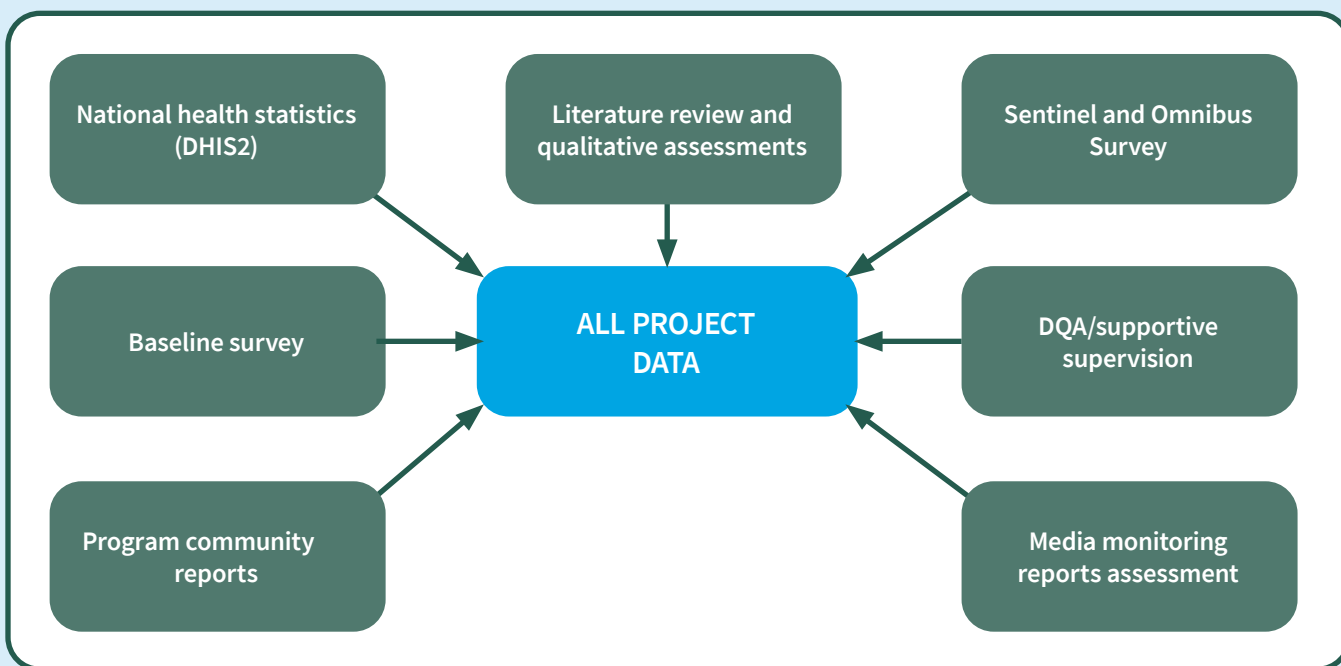 National health statistics
(DHIS2)
Literature review and
qualitative assessments
Sentinel and Omnibus
Survey
Baseline survey
ALL PROJECT
DATA
DQA/supportive
supervision
Program community
reports
Media monitoring
reports assessment